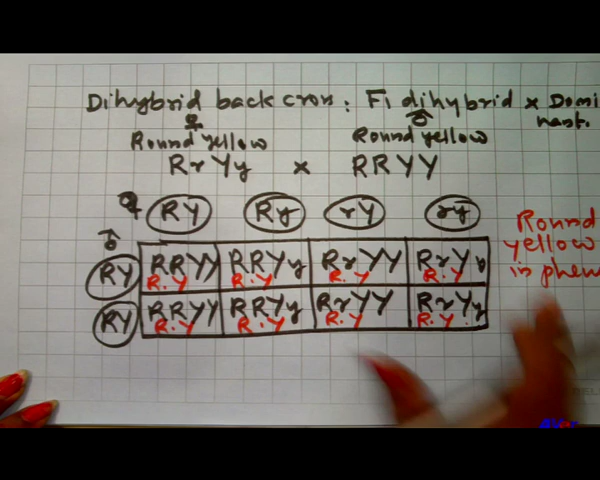 Dihybrid back cross: F1 dihybrid × Domi
nant.
♀ ♂
Round yellow Round yellow
RrYy × RRYY
♀ RY Ry rY ry
♂
RY RRYY RRYy RrYY RrYy
R.Y R.Y R.Y R.Y
RY RRYY RRYy RrYY RrYy
R.Y R.Y R.Y R.Y
Round
yellow
in phen